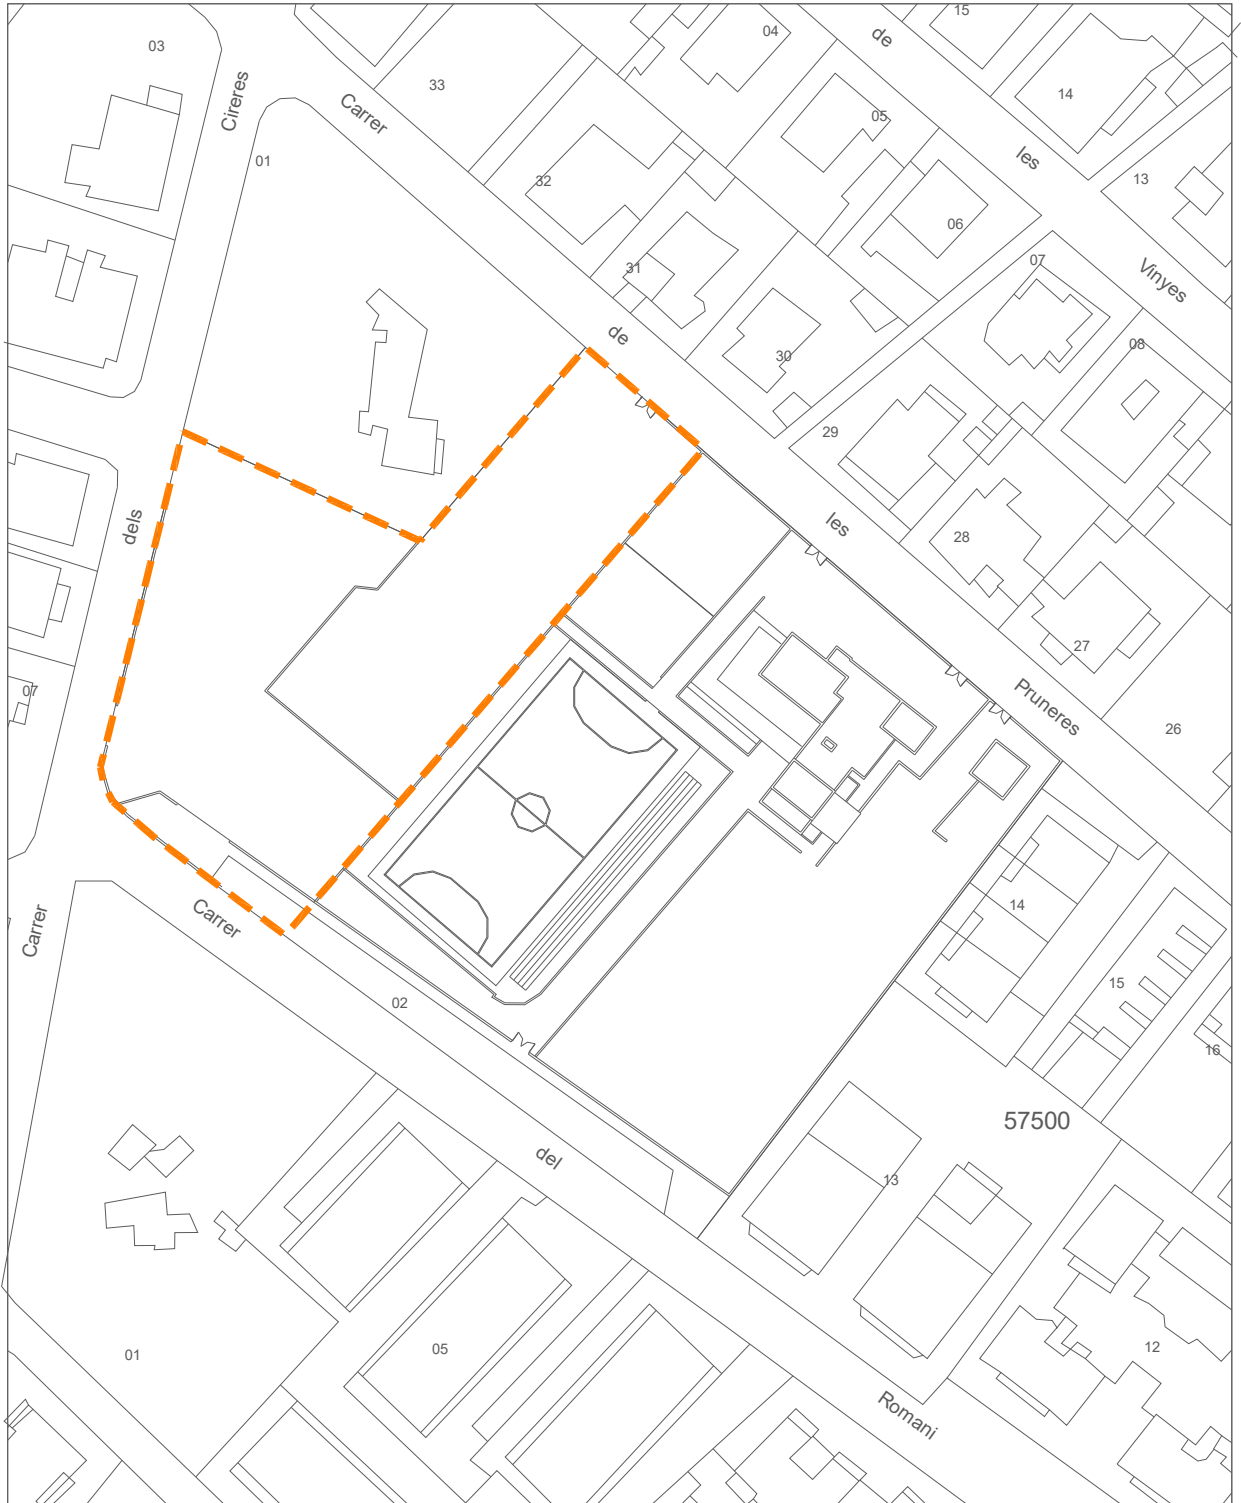 15
04
de
03
33
Carrer
Cireres
14
05
les
01
13
32
06
31
07
Vinyes
de
30
08
29
les
dels
28
27
07
Pruneres
26
14
Carrer
Carrer
15
02
16
57500
del
13
05
01
12
Romani